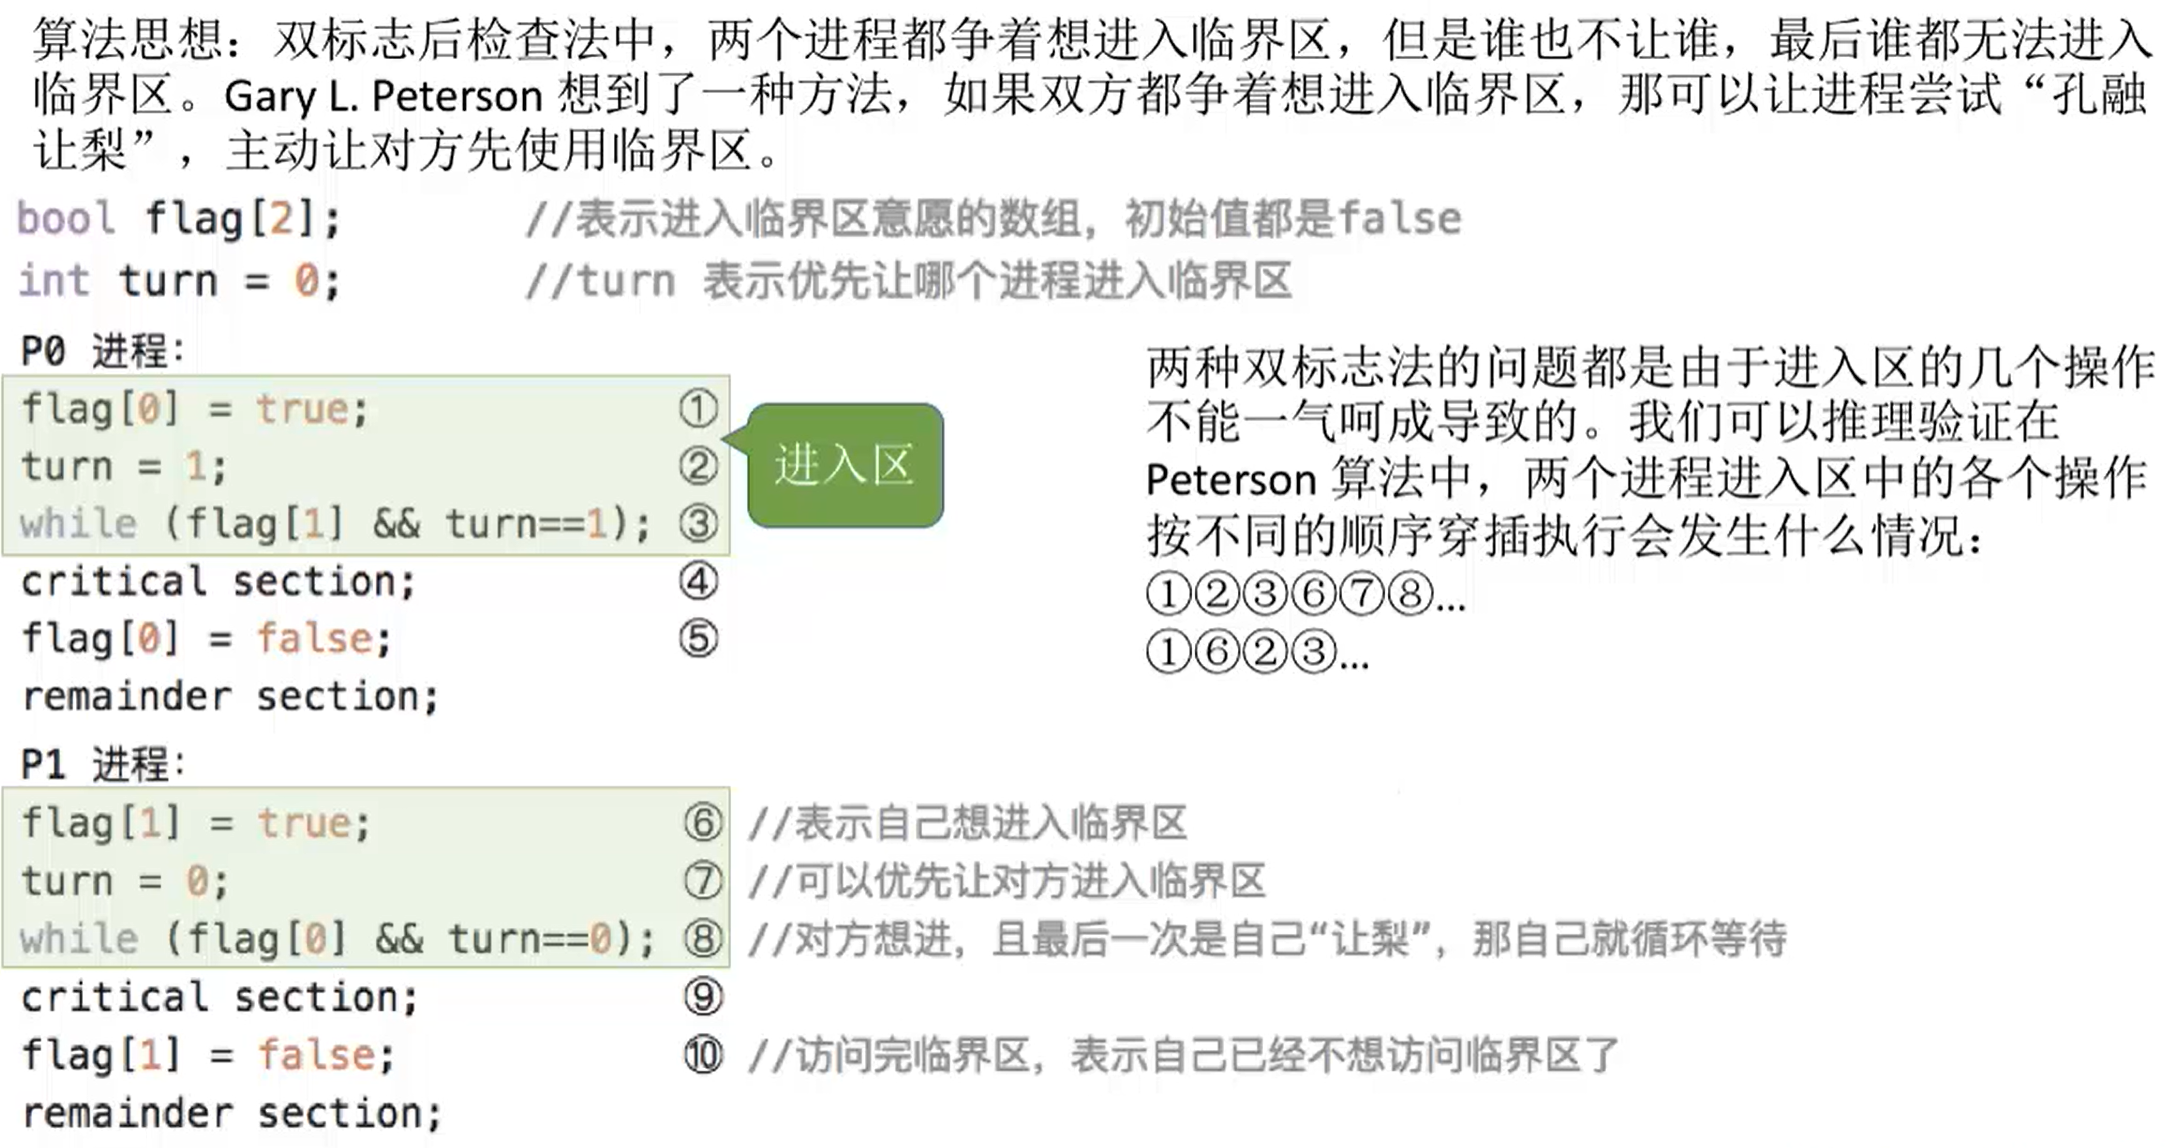 算法思想：双标志后检查法中，两个进程都争着想进入临界区，但是谁也不让谁，最后谁都无法进入
临界区。Gary L. Peterson 想到了一种方法，如果双方都争着想进入临界区，那可以让进程尝试“孔融
让梨”，主动让对方先使用临界区。
bool flag[2]; //表示进入临界区意愿的数组，初始值都是false
int turn = 0; //turn 表示优先让哪个进程进入临界区
P0 进程：
flag[0] = true; ①
turn = 1; ②
while (flag[1] && turn==1); ③
进入区
critical section; ④
flag[0] = false; ⑤
remainder section;
两种双标志法的问题都是由于进入区的几个操作
不能一气呵成导致的。我们可以推理验证在
Peterson 算法中，两个进程进入区中的各个操作
按不同的顺序穿插执行会发生什么情况：
①②③⑥⑦⑧...
①⑥②③...
P1 进程：
flag[1] = true; ⑥ //表示自己想进入临界区
turn = 0; ⑦ //可以优先让对方进入临界区
while (flag[0] && turn==0); ⑧ //对方想进，且最后一次是自己“让梨”，那自己就循环等待
critical section; ⑨
flag[1] = false; ⑩ //访问完临界区，表示自己已经不想访问临界区了
remainder section;